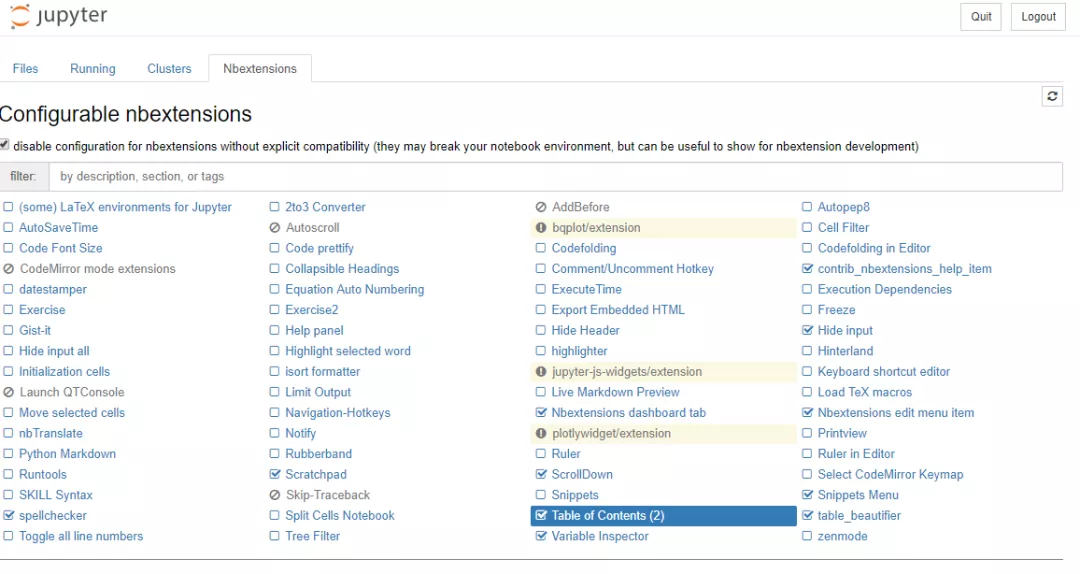 jupyter
Quit Logout
Files Running Clusters Nbextensions
Configurable nbextensions
disable configuration for nbextensions without explicit compatibility (they may break your notebook environment, but can be useful to show for nbextension development)
filter: by description, section, or tags
(some) LaTeX environments for Jupyter 2to3 Converter AddBefore Autopep8
AutoSaveTime Autoscroll bqplot/extension Cell Filter
Code Font Size Code prettify Codefolding Codefolding in Editor
CodeMirror mode extensions Collapsible Headings Comment/Uncomment Hotkey contrib_nbextensions_help_item
datestamper Equation Auto Numbering ExecuteTime Execution Dependencies
Exercise Exercise2 Export Embedded HTML Freeze
Gist-it Help panel Hide Header Hide input
Hide input all Highlight selected word highlighter Hinterland
Initialization cells isort formatter jupyter-js-widgets/extension Keyboard shortcut editor
Launch QTConsole Limit Output Live Markdown Preview Load TeX macros
Move selected cells Navigation-Hotkeys Nbextensions dashboard tab Nbextensions edit menu item
nbTranslate Notify plotlywidget/extension Printview
Python Markdown Rubberband Ruler Ruler in Editor
Runtools Scratchpad ScrollDown Select CodeMirror Keymap
SKILL Syntax Skip-Traceback Snippets Snippets Menu
spellchecker Split Cells Notebook Table of Contents (2) table_beautifier
Toggle all line numbers Tree Filter Variable Inspector zenmode